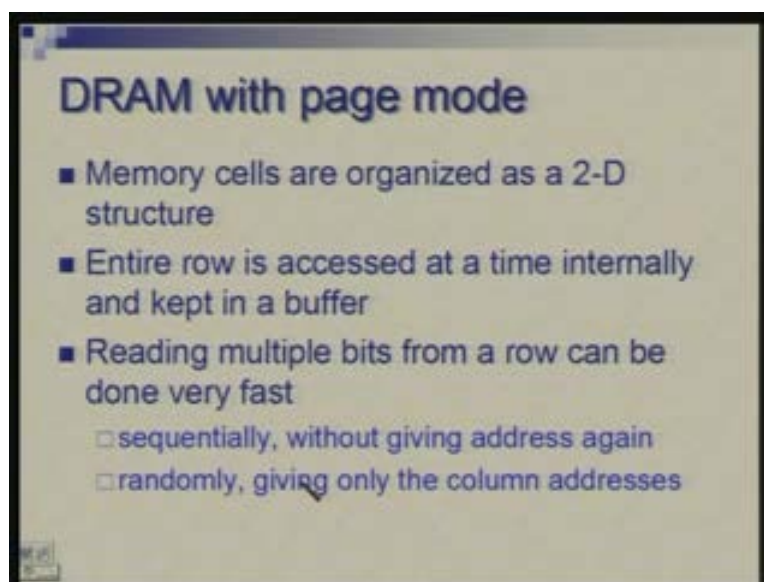 DRAM with page mode
Memory cells are organized as a 2-D
structure
Entire row is accessed at a time internally
and kept in a buffer
Reading multiple bits from a row can be
done very fast
sequentially, without giving address again
randomly, giving only the column addresses